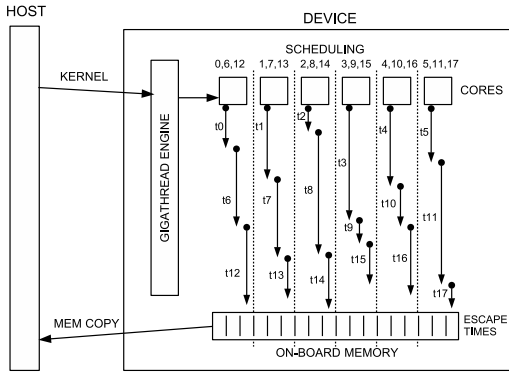 HOST
DEVICE
SCHEDULING
0,6,12 1,7,13 2,8,14 3,9,15 4,10,16 5,11,17
KERNEL
CORES
GIGATHREAD ENGINE
t0 t1 t2 t3 t4 t5
t6 t7 t8 t9 t10 t11
t12 t13 t14 t15 t16 t17
MEM COPY
ESCAPE
TIMES
ON-BOARD MEMORY